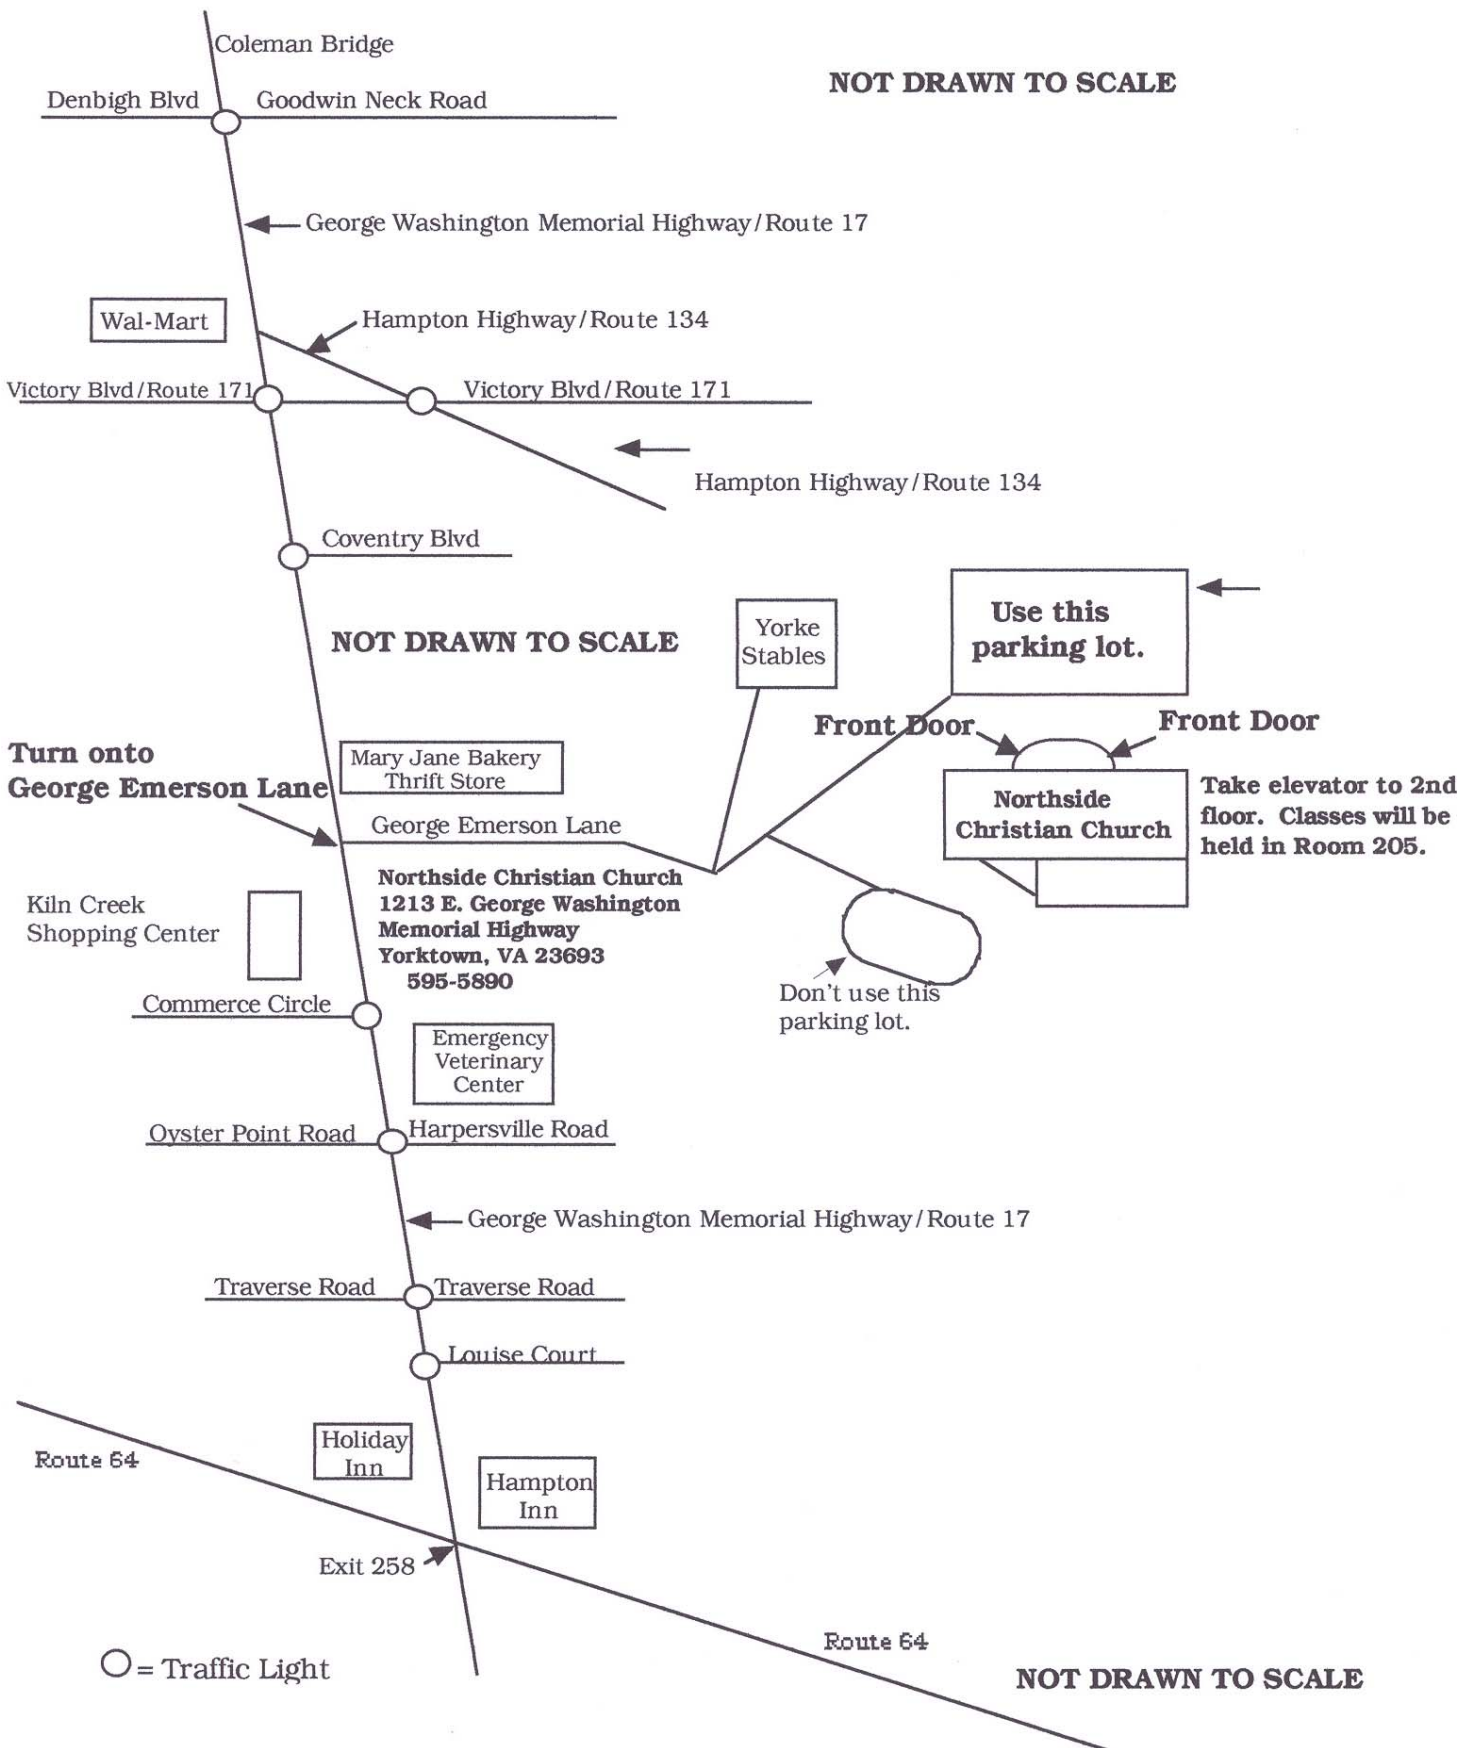 Coleman Bridge
NOT DRAWN TO SCALE
Denbigh Blvd
Goodwin Neck Road
George Washington Memorial Highway/Route 17
Wal-Mart
Hampton Highway/Route 134
Victory Blvd/Route 171
Victory Blvd/Route 171
Hampton Highway/Route 134
Coventry Blvd
NOT DRAWN TO SCALE
Yorke
Stables
Use this
parking lot.
Front Door
Front Door
Turn onto
George Emerson Lane
Mary Jane Bakery
Thrift Store
Northside
Christian Church
Take elevator to 2nd
floor. Classes will be
held in Room 205.
George Emerson Lane
Northside Christian Church
1213 E. George Washington
Memorial Highway
Yorktown, VA 23693
595-5890
Kiln Creek
Shopping Center
Don't use this
parking lot.
Commerce Circle
Emergency
Veterinary
Center
Oyster Point Road
Harpersville Road
George Washington Memorial Highway/Route 17
Traverse Road
Traverse Road
Louise Court
Holiday
Inn
Route 64
Hampton
Inn
Exit 258
Route 64
= Traffic Light
NOT DRAWN TO SCALE